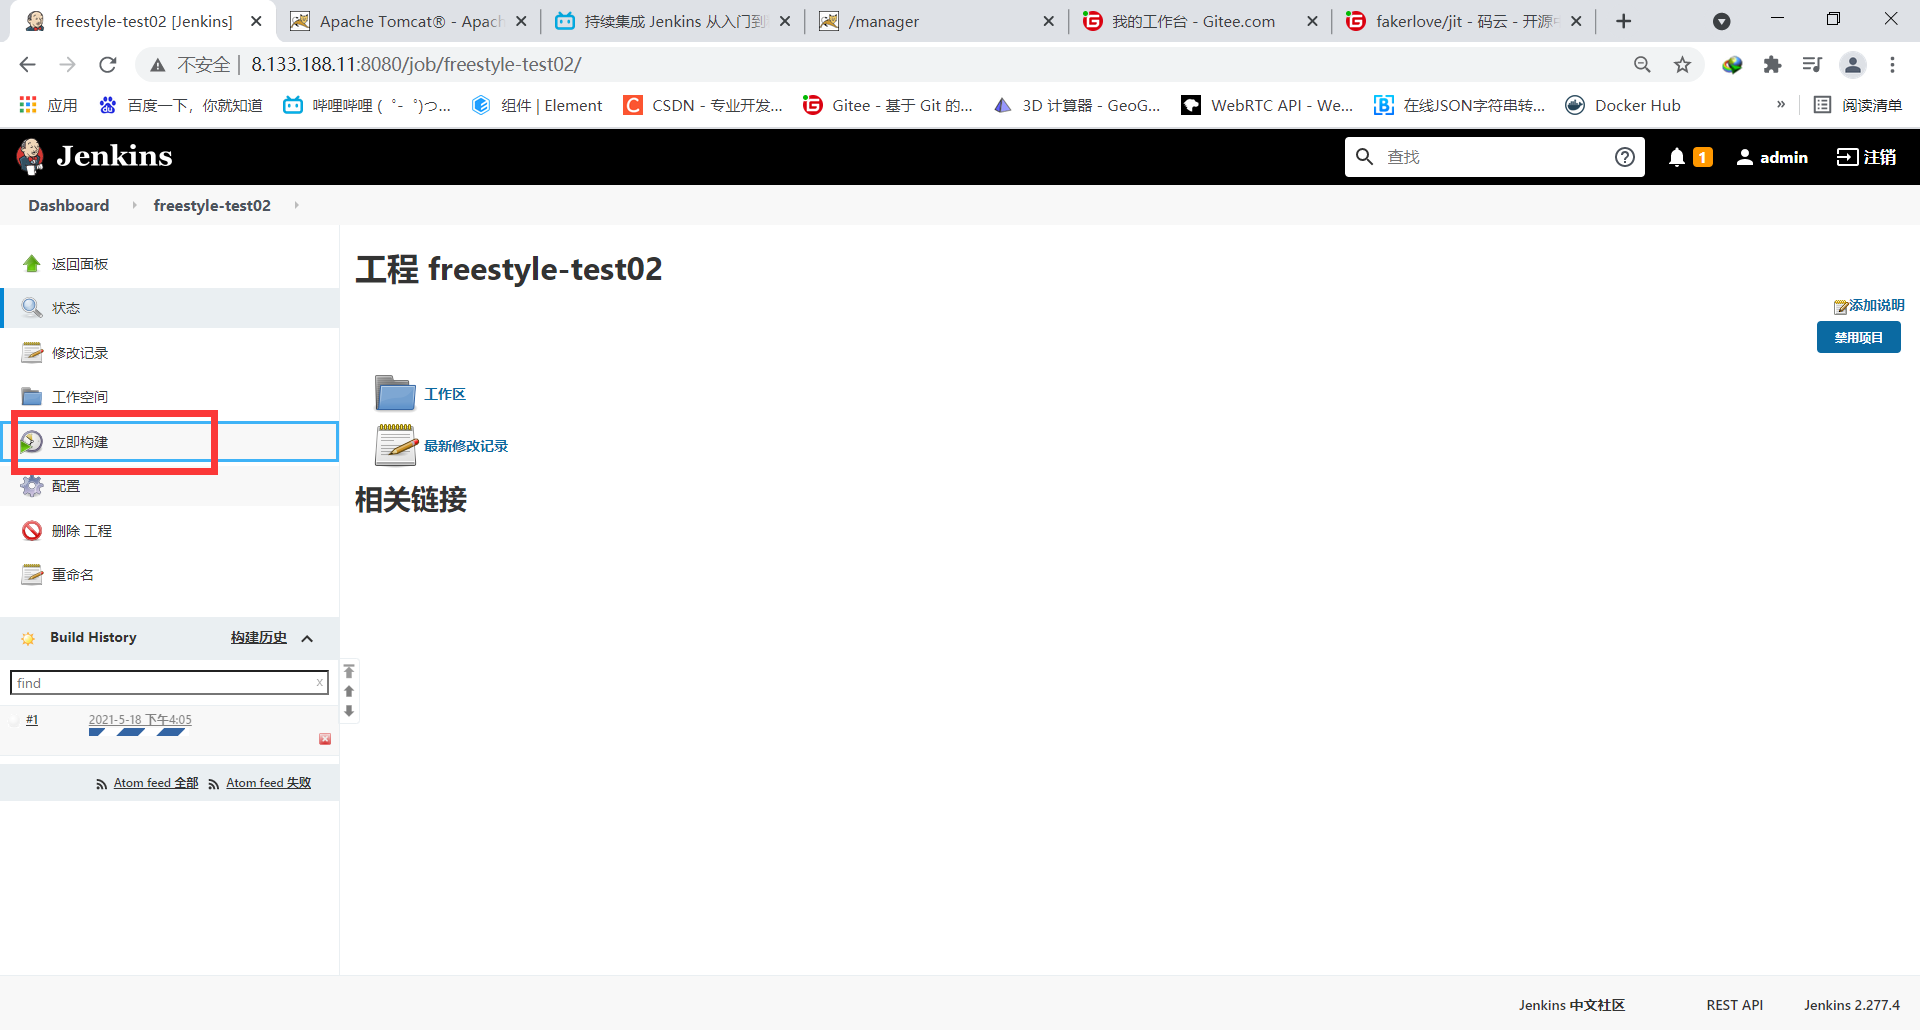 freestyle-test02 [Jenkins]
Apache Tomcat® - Apach
持续集成 Jenkins 从入门到
/manager
我的工作台 - Gitee.com
fakerlove/jit - 码云 - 开源
不安全 | 8.133.188.11:8080/job/freestyle-test02/
应用
百度一下，你就知道
哔哩哔哩 (゜-゜)つ...
组件 | Element
CSDN - 专业开发...
Gitee - 基于 Git 的...
3D 计算器 - GeoG...
WebRTC API - We...
在线JSON字符串转...
Docker Hub
»
阅读清单
Jenkins
查找
1
admin
注销
Dashboard
freestyle-test02
返回面板
状态
修改记录
工作空间
立即构建
配置
删除 工程
重命名
Build History
构建历史
find
x
#1
2021-5-18 下午4:05
Atom feed 全部
Atom feed 失败
工程 freestyle-test02
添加说明
禁用项目
工作区
最新修改记录
相关链接
Jenkins 中文社区
REST API
Jenkins 2.277.4